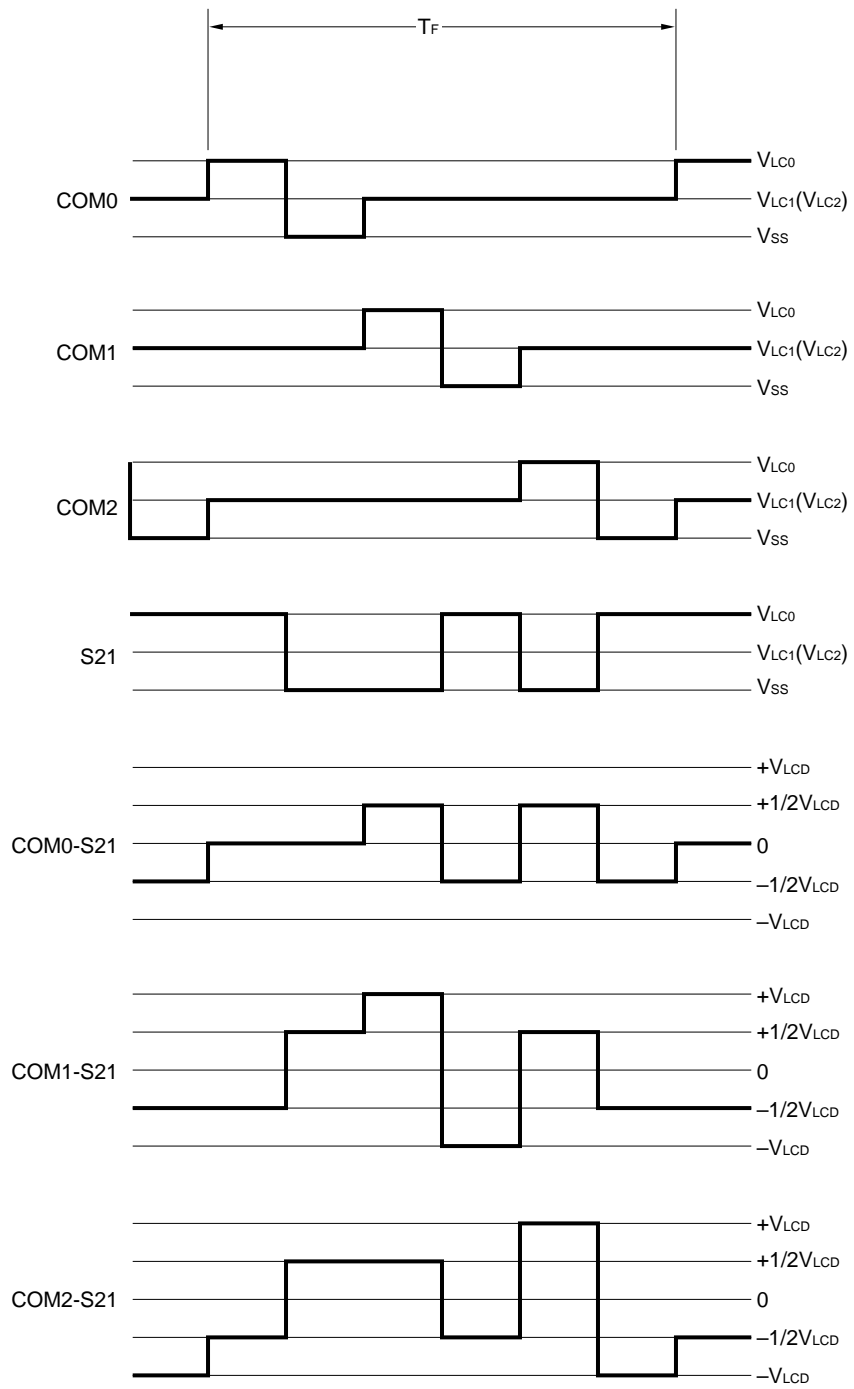 TF
COM0
VLC0
VLC1(VLC2)
VSS
COM1
VLC0
VLC1(VLC2)
VSS
COM2
VLC0
VLC1(VLC2)
VSS
S21
VLC0
VLC1(VLC2)
VSS
COM0-S21
+VLCD
+1/2VLCD
0
–1/2VLCD
–VLCD
COM1-S21
+VLCD
+1/2VLCD
0
–1/2VLCD
–VLCD
COM2-S21
+VLCD
+1/2VLCD
0
–1/2VLCD
–VLCD